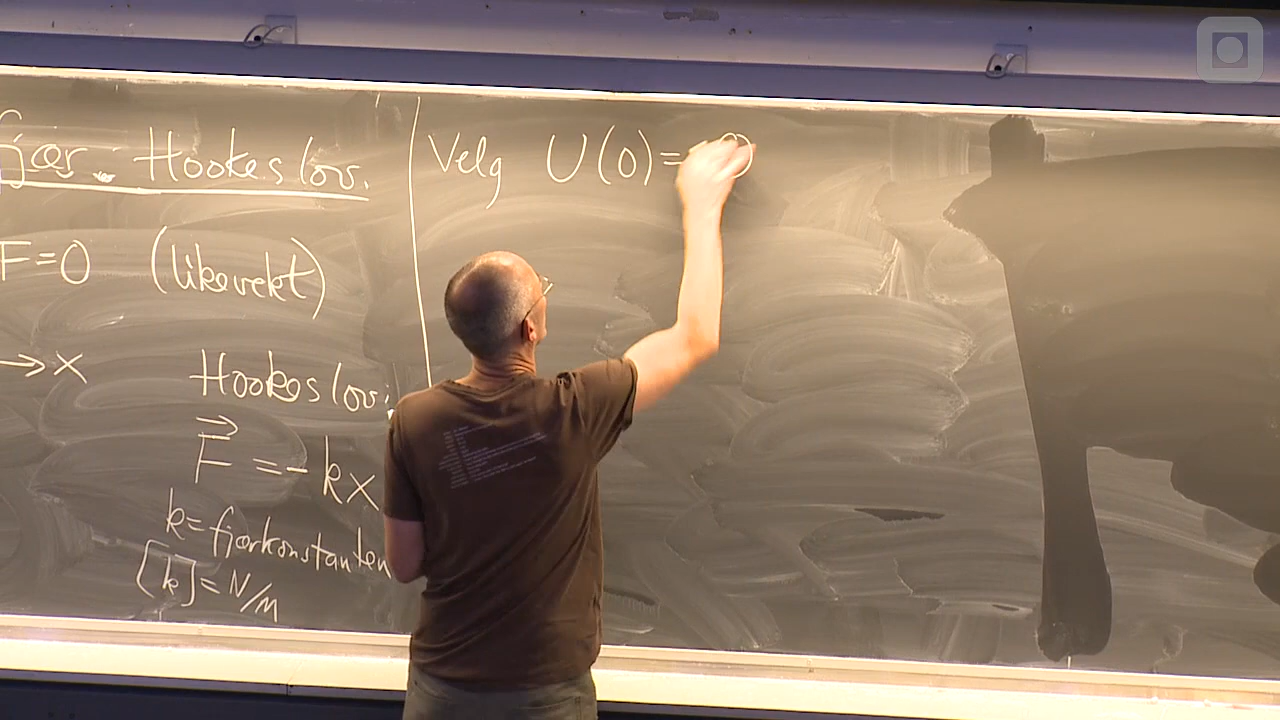 fjær: Hookes lov.
F=0 (likevekt)
→x
Hookes lov:
F⃗ = -kx
k=fjærkonstanten
[k]=N/m
Velg U(0)=0